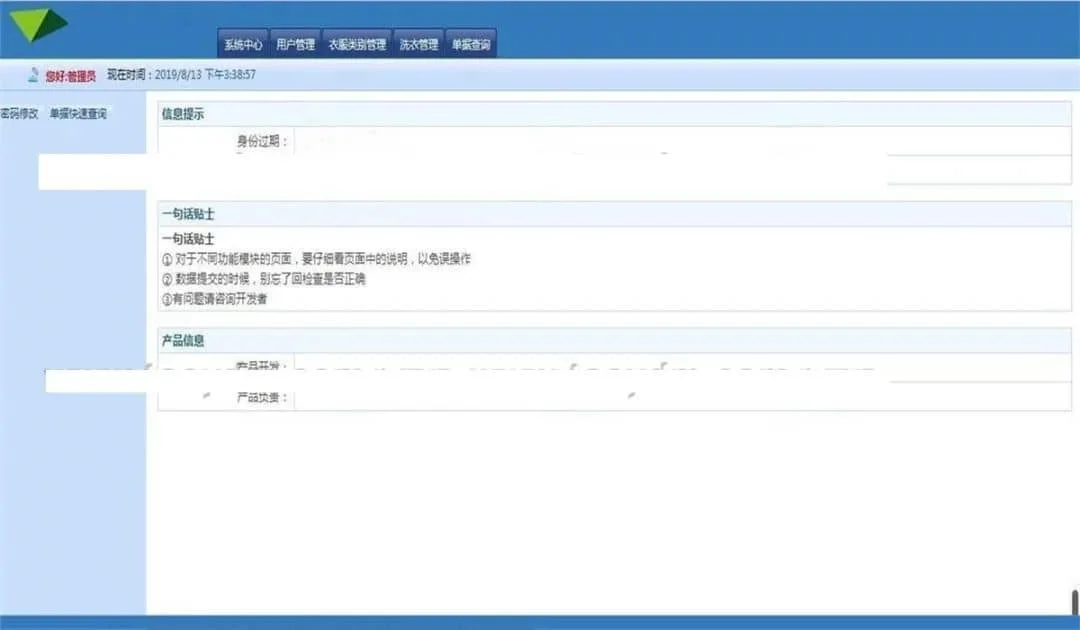 系统中心 用户管理 衣服类别管理 洗衣管理 单据查询
您好:管理员 现在时间：2019/8/13 下午3:38:57
密码修改 单据快速查询
信息提示
身份过期：
一句话贴士
一句话贴士
① 对于不同功能模块的页面，要仔细看页面中的说明，以免误操作
② 数据提交的时候，别忘了回检查是否正确
③有问题请咨询开发者
产品信息
产品开发：
产品负责：